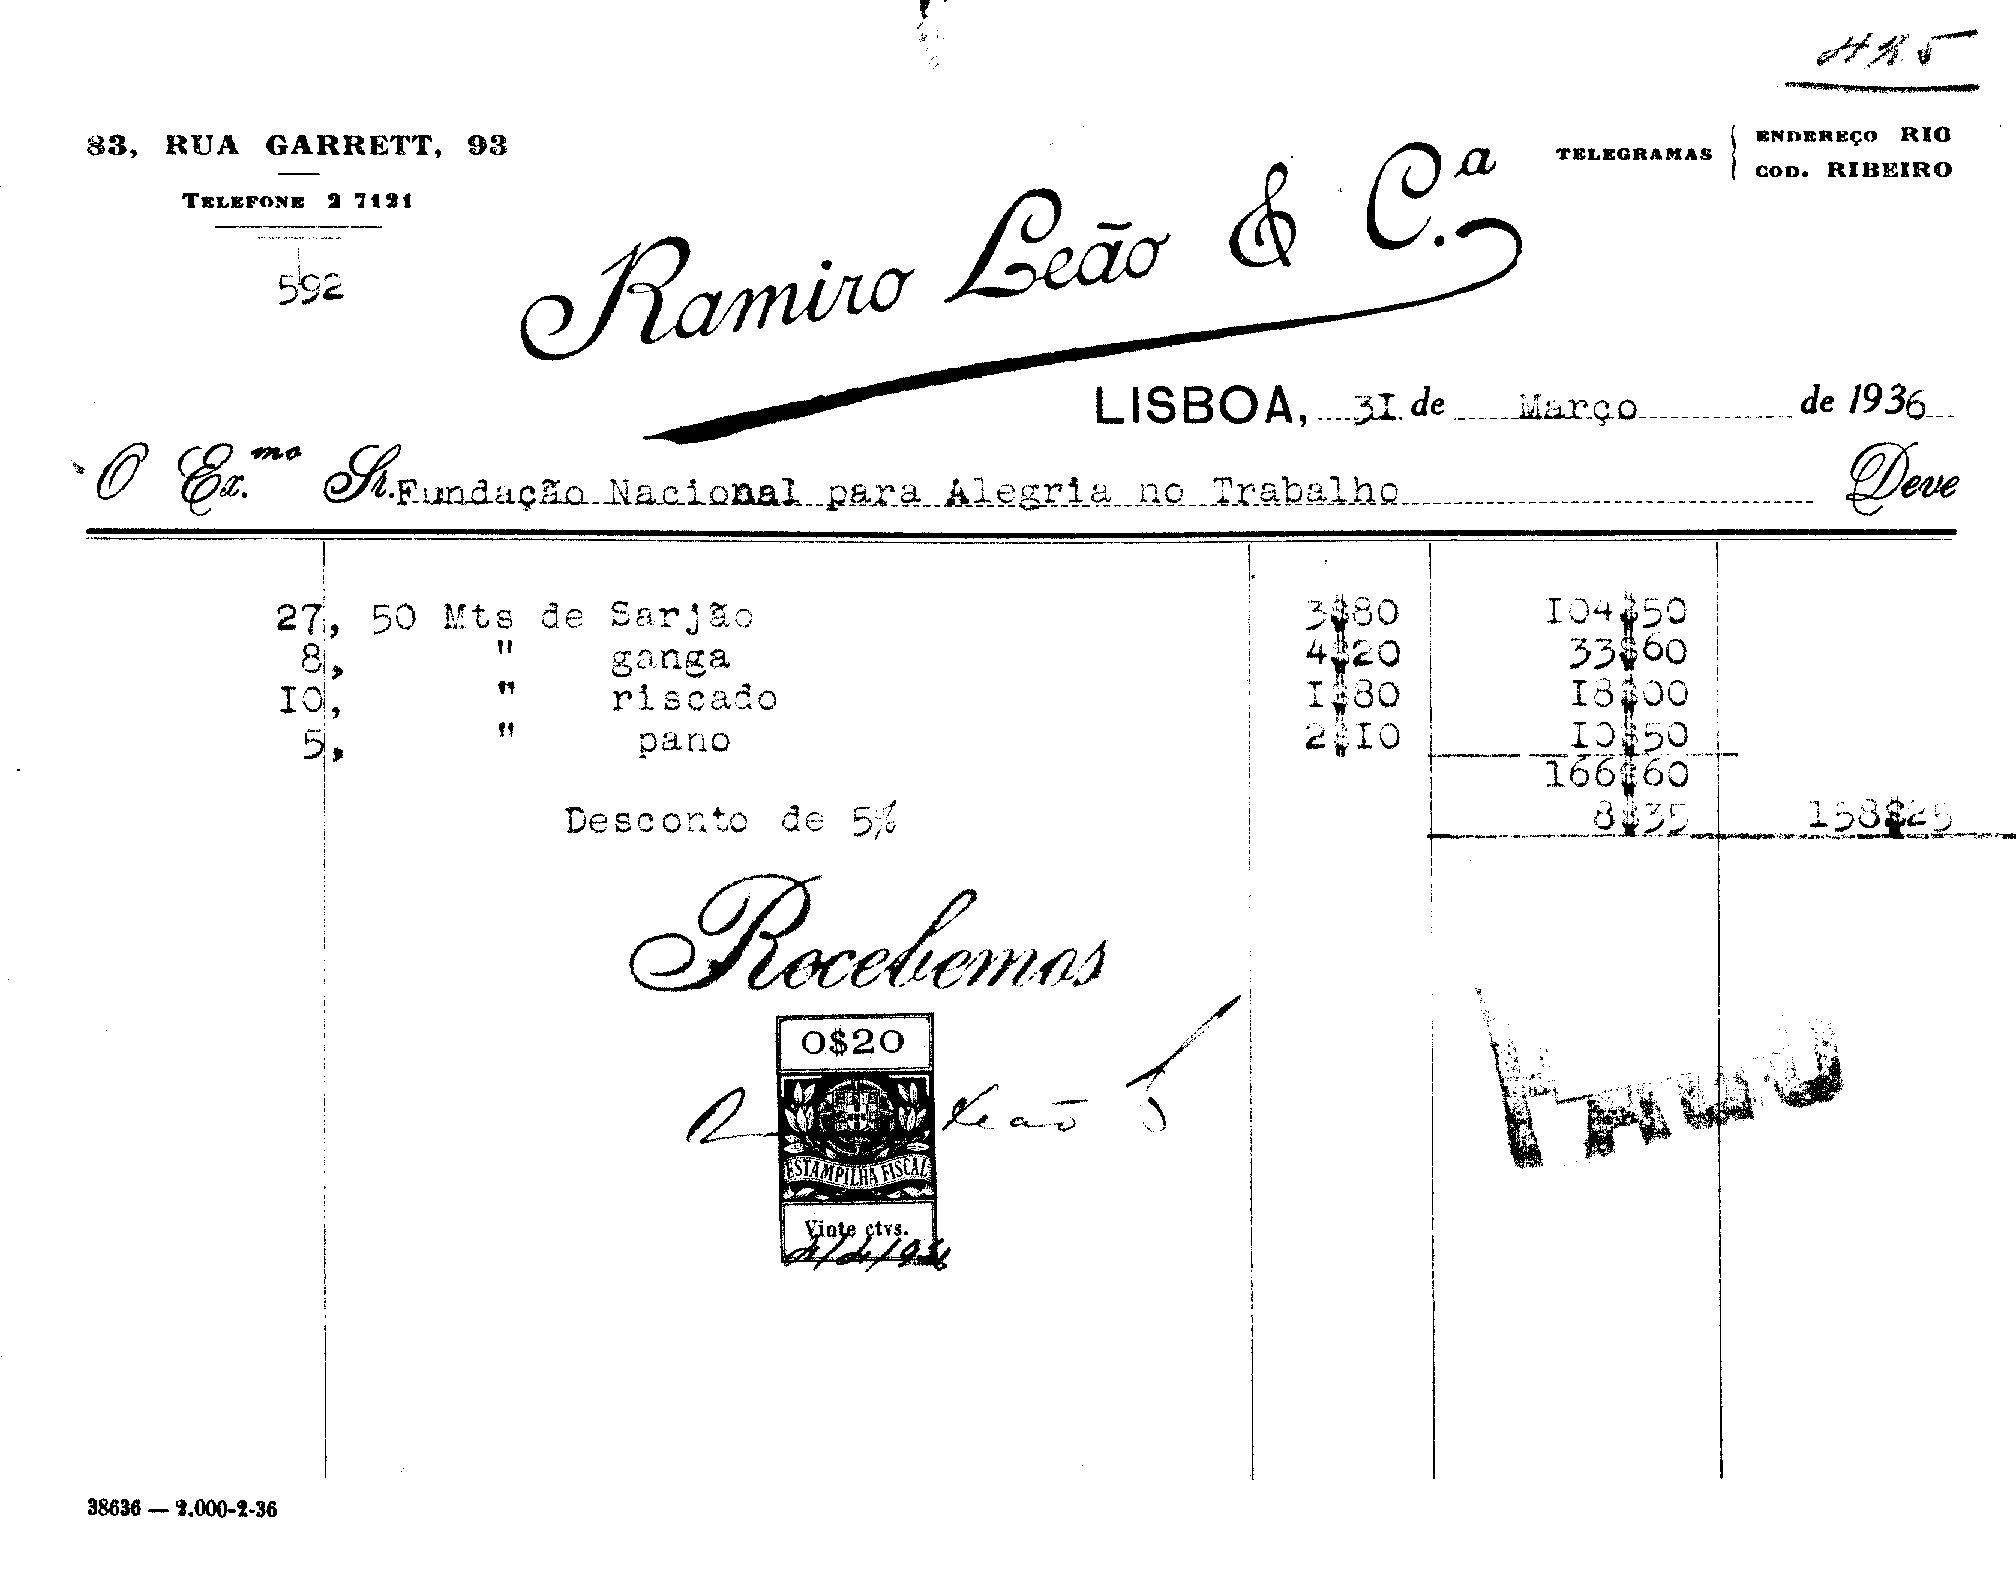 83, RUA GARRETT, 93
TELEFONE 2 7121
592
Ramiro Leão & C.ª
TELEGRAMAS
ENDEREÇO RIO
COD. RIBEIRO
LISBOA, 31 de Março de 1936
O Ex.mo Sr. Fundação Nacional para Alegria no Trabalho Deve
27, 50 Mts de Sarjão 3$80 104$50
8, " ganga 4$20 33$60
10, " riscado 1$80 18$00
5, " pano 2$10 10$50
166$60
Desconto de 5% 8$35 158$25
Recebemos
0$20
Leão
ESTAMPILHA FISCAL
Vinte ctvs.
38636 — 2.000-2-36